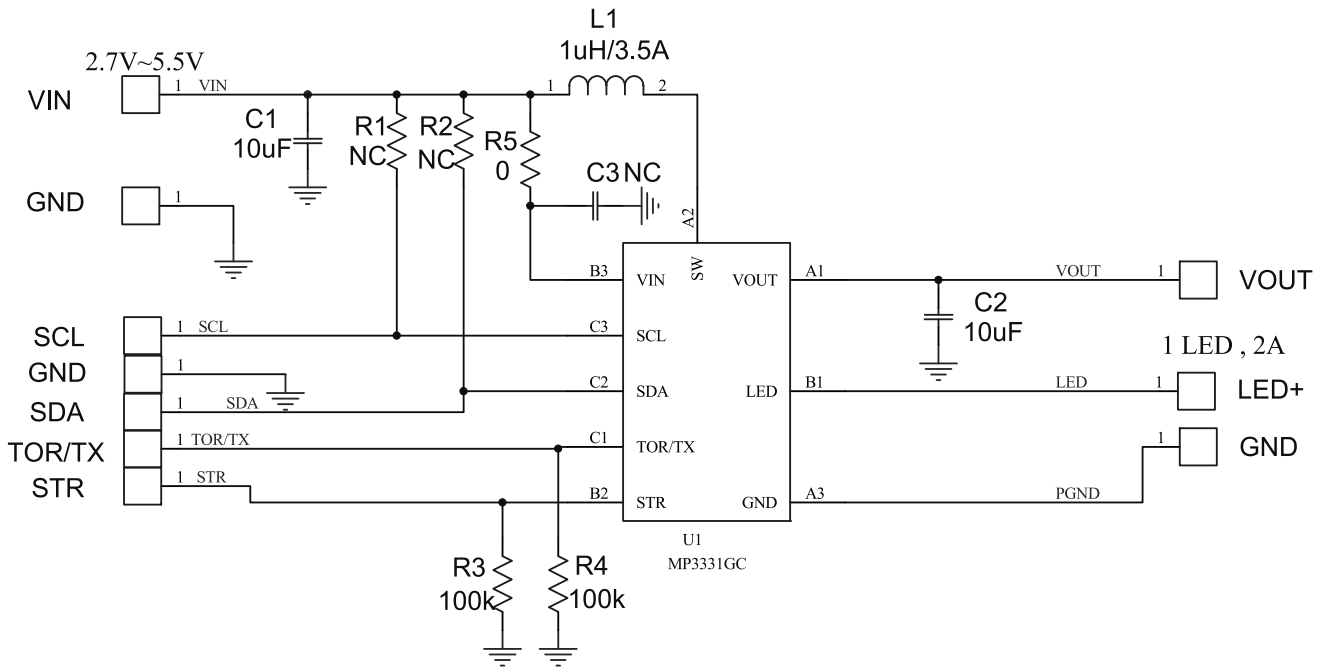 L1
1uH/3.5A
2.7V~5.5V
VIN
1 VIN
1 2
C1
10uF
R1
NC
R2
NC
R5
0
C3 NC
GND
1
A2
SW
B3 VIN
VOUT A1
VOUT 1
VOUT
C2
10uF
SCL
1 SCL
C3 SCL
1 LED , 2A
GND
1
C2 SDA
LED B1
LED 1
LED+
SDA
1 SDA
TOR/TX
1 TOR/TX
C1 TOR/TX
1
GND
STR
1 STR
B2 STR
GND A3
PGND
U1
MP3331GC
R3
100k
R4
100k